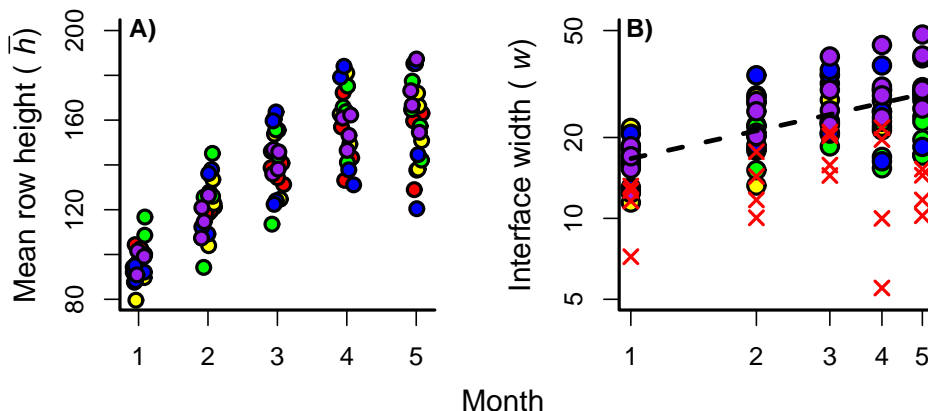 A)
Mean row height ( h̅ )
200
160
120
80
1 2 3 4 5
B)
Interface width ( w )
50
20
10
5
1 2 3 4 5
Month